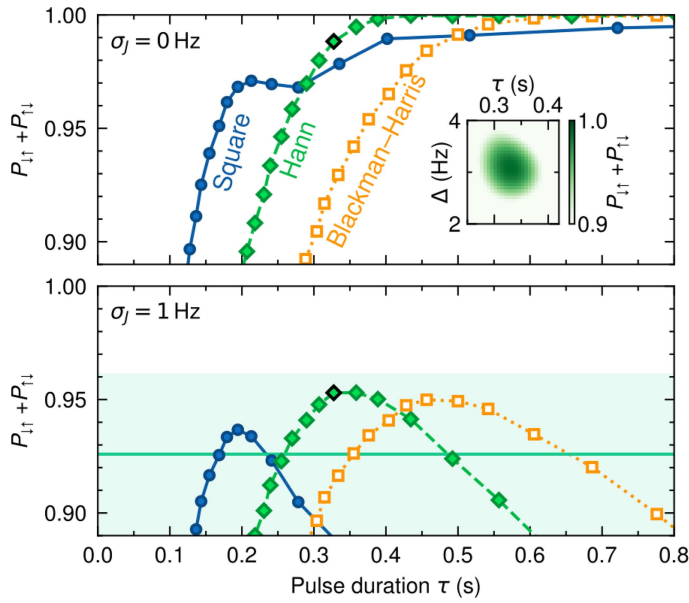 σ_J = 0 Hz
1.00
0.95
0.90
P↓↑ + P↑↓
Square
Hann
Blackman–Harris
τ (s)
0.3 0.4
4
2
Δ (Hz)
1.0
0.9
P↓↑ + P↑↓
σ_J = 1 Hz
1.00
0.95
0.90
P↓↑ + P↑↓
0.0 0.1 0.2 0.3 0.4 0.5 0.6 0.7 0.8
Pulse duration τ (s)